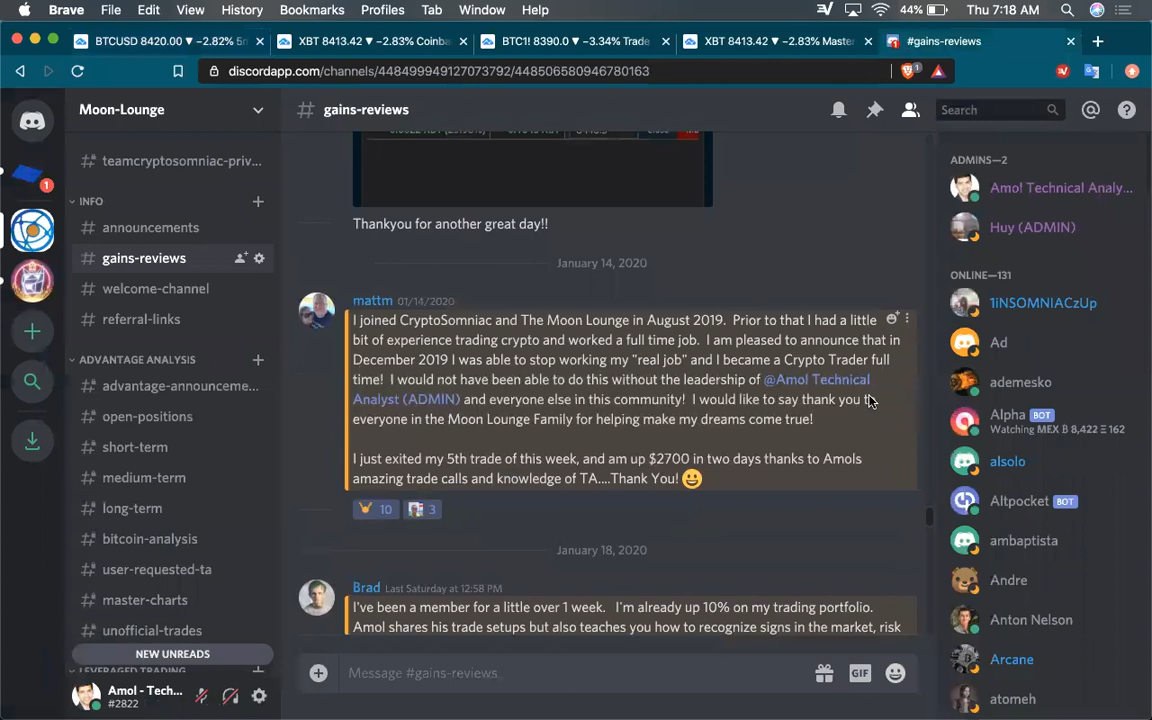 Brave File Edit View History Bookmarks Profiles Tab Window Help 44% Thu 7:18 AM
BTCUSD 8420.00 ▼ −2.82% 5m XBT 8413.42 ▼ −2.83% Coinba BTC1! 8390.0 ▼ −3.34% Trade XBT 8413.42 ▼ −2.83% Master #gains-reviews
discordapp.com/channels/448499949127073792/448506580946780163
Moon-Lounge
# gains-reviews
Search
teamcryptosomniac-priv...
INFO
announcements
gains-reviews
welcome-channel
referral-links
ADVANTAGE ANALYSIS
advantage-announceme...
open-positions
short-term
medium-term
long-term
bitcoin-analysis
user-requested-ta
master-charts
unofficial-trades
NEW UNREADS
LEVERAGED TRADING
Amol - Tech...
#2822
Thankyou for another great day!!
January 14, 2020
mattm 01/14/2020
I joined CryptoSomniac and The Moon Lounge in August 2019. Prior to that I had a little
bit of experience trading crypto and worked a full time job. I am pleased to announce that in
December 2019 I was able to stop working my "real job" and I became a Crypto Trader full
time! I would not have been able to do this without the leadership of @Amol Technical
Analyst (ADMIN) and everyone else in this community! I would like to say thank you to
everyone in the Moon Lounge Family for helping make my dreams come true!
I just exited my 5th trade of this week, and am up $2700 in two days thanks to Amols
amazing trade calls and knowledge of TA....Thank You!
10 3
January 18, 2020
Brad Last Saturday at 12:58 PM
I've been a member for a little over 1 week. I'm already up 10% on my trading portfolio.
Amol shares his trade setups but also teaches you how to recognize signs in the market, risk
Message #gains-reviews
GIF
ADMINS—2
Amol Technical Analy...
Huy (ADMIN)
ONLINE—131
1iNSOMNIACzUp
Ad
ademesko
Alpha BOT
Watching MEX ₿ 8,422 Ξ 162
alsolo
Altpocket BOT
ambaptista
Andre
Anton Nelson
Arcane
atomeh